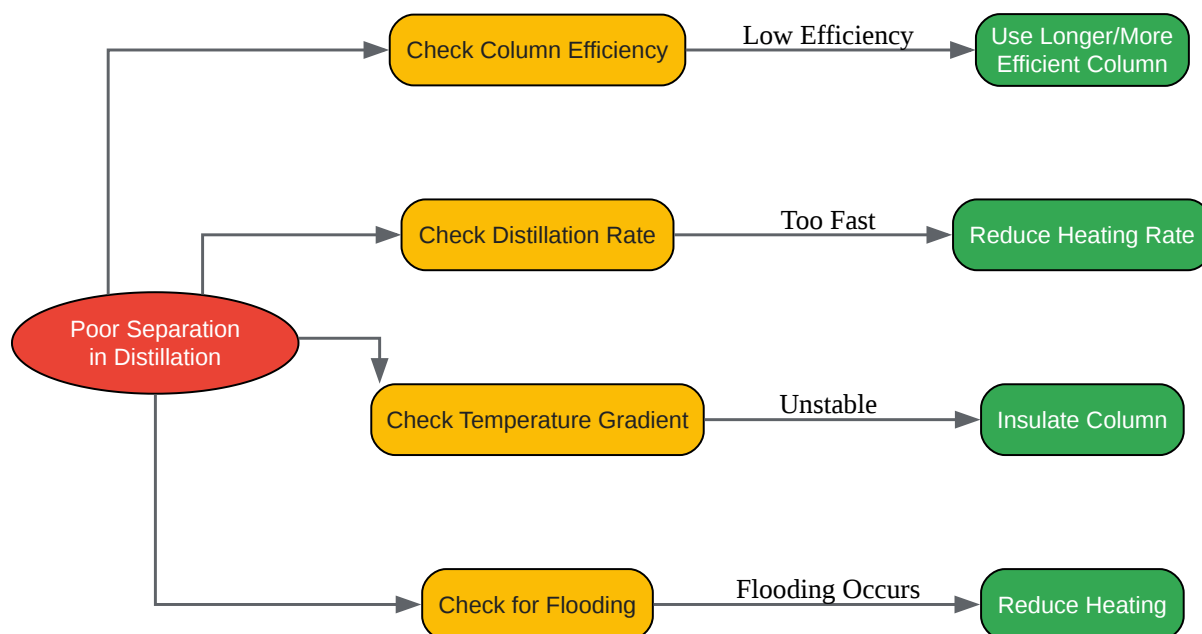 Check Column Efficiency
Low Efficiency
Use Longer/More
Efficient Column
Check Distillation Rate
Too Fast
Reduce Heating Rate
Poor Separation
in Distillation
Check Temperature Gradient
Unstable
Insulate Column
Check for Flooding
Flooding Occurs
Reduce Heating